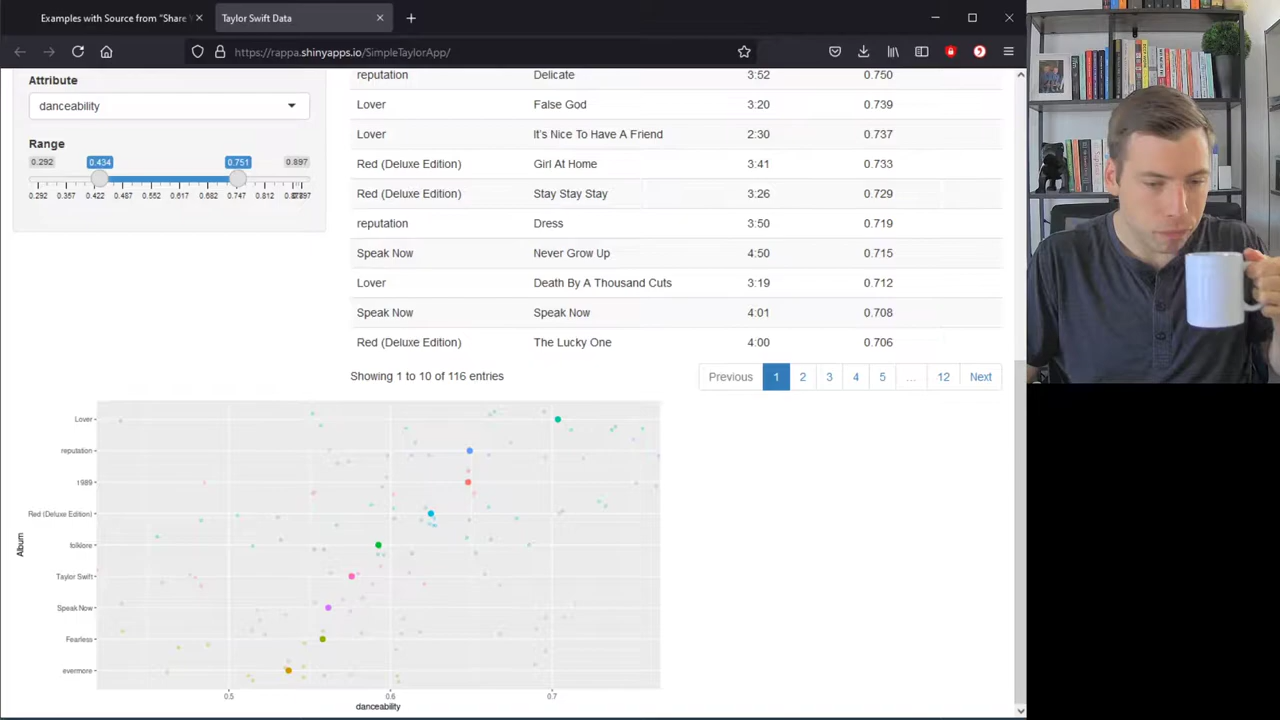 Examples with Source from "Share
Taylor Swift Data
https://rappa.shinyapps.io/SimpleTaylorApp/
Attribute
danceability
Range
0.292 0.434 0.751 0.897
0.292 0.357 0.422 0.487 0.552 0.617 0.682 0.747 0.812
reputation Delicate 3:52 0.750
Lover False God 3:20 0.739
Lover It's Nice To Have A Friend 2:30 0.737
Red (Deluxe Edition) Girl At Home 3:41 0.733
Red (Deluxe Edition) Stay Stay Stay 3:26 0.729
reputation Dress 3:50 0.719
Speak Now Never Grow Up 4:50 0.715
Lover Death By A Thousand Cuts 3:19 0.712
Speak Now Speak Now 4:01 0.708
Red (Deluxe Edition) The Lucky One 4:00 0.706
Showing 1 to 10 of 116 entries
Previous 1 2 3 4 5 ... 12 Next
Album
Lover
reputation
1989
Red (Deluxe Edition)
folklore
Taylor Swift
Speak Now
Fearless
evermore
0.5 0.6 0.7
danceability